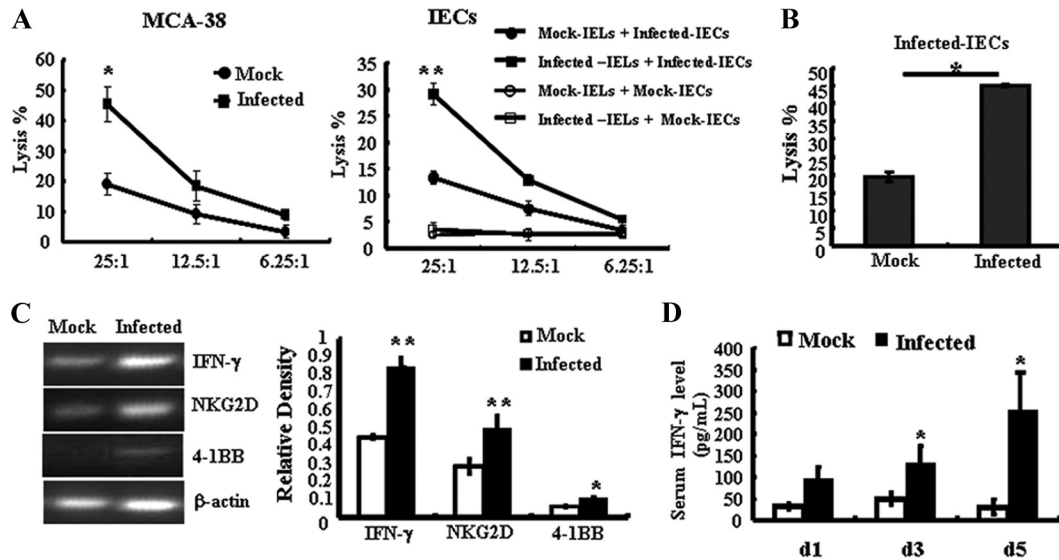 A
MCA-38
Lysis %
60
50
40
30
20
10
0
*
Mock
Infected
25:1
12.5:1
6.25:1
IECs
Lysis %
35
30
25
20
15
10
5
0
**
Mock-IELs + Infected-IECs
Infected –IELs + Infected-IECs
Mock-IELs + Mock-IECs
Infected –IELs + Mock-IECs
25:1
12.5:1
6.25:1
B
Infected-IECs
*
Lysis %
50
45
40
35
30
25
20
15
10
5
0
Mock
Infected
C
Mock Infected
IFN-γ
NKG2D
4-1BB
β-actin
Relative Density
1
0.9
0.8
0.7
0.6
0.5
0.4
0.3
0.2
0.1
0
Mock
Infected
**
**
*
IFN-γ
NKG2D
4-1BB
D
Mock Infected
Serum IFN-γ level
(pg/mL)
400
350
300
250
200
150
100
50
0
*
*
d1
d3
d5